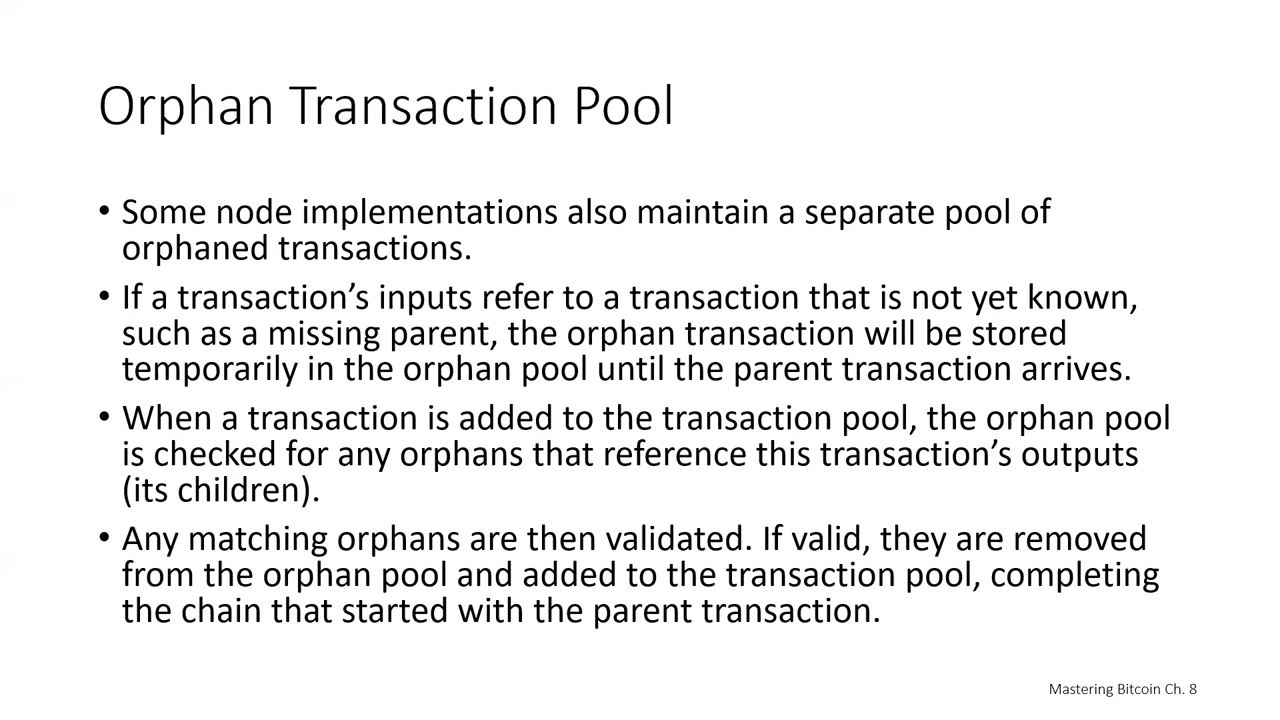 Orphan Transaction Pool
• Some node implementations also maintain a separate pool of
orphaned transactions.
• If a transaction’s inputs refer to a transaction that is not yet known,
such as a missing parent, the orphan transaction will be stored
temporarily in the orphan pool until the parent transaction arrives.
• When a transaction is added to the transaction pool, the orphan pool
is checked for any orphans that reference this transaction’s outputs
(its children).
• Any matching orphans are then validated. If valid, they are removed
from the orphan pool and added to the transaction pool, completing
the chain that started with the parent transaction.
Mastering Bitcoin Ch. 8